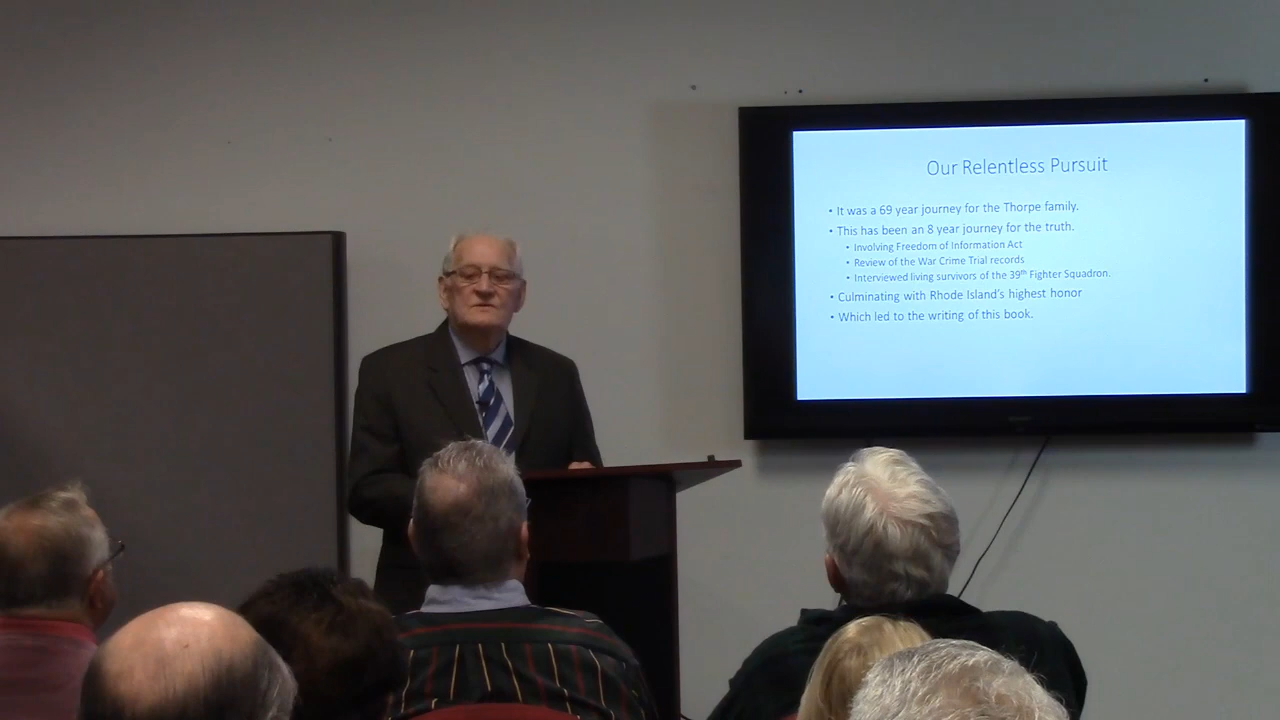 Our Relentless Pursuit
• It was a 69 year journey for the Thorpe family.
• This has been an 8 year journey for the truth.
• Involving Freedom of Information Act
• Review of the War Crime Trial records
• Interviewed living survivors of the 39th Fighter Squadron.
• Culminating with Rhode Island's highest honor
• Which led to the writing of this book.